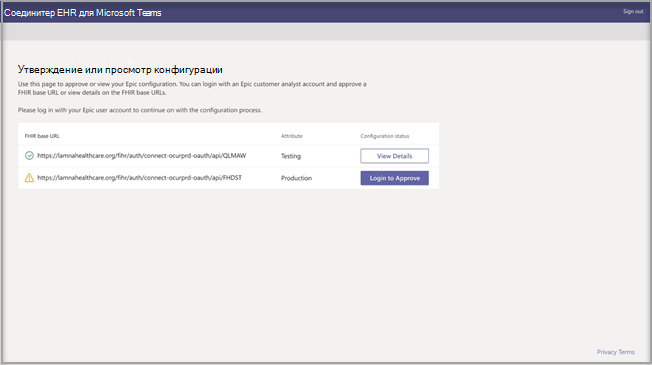 Соединитер EHR для Microsoft Teams
Sign out
Утверждение или просмотр конфигурации
Use this page to approve or view your Epic configuration. You can login with an Epic customer analyst account and approve a
FHIR base URL or view details on the FHIR base URLs.
Please log in with your Epic user account to continue on with the configuration process.
FHIR base URL Attribute Configuration status
https://lamnahealthcare.org/fihr/auth/connect-ocurprd-oauth/api/QLMAW Testing View Details
https://lamnahealthcare.org/fihr/auth/connect-ocurprd-oauth/api/FHDST Production Login to Approve
Privacy Terms